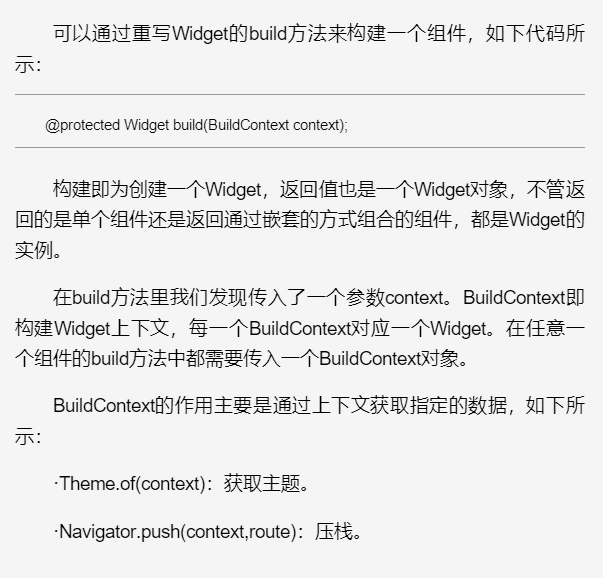 可以通过重写Widget的build方法来构建一个组件，如下代码所
示：
@protected Widget build(BuildContext context);
构建即为创建一个Widget，返回值也是一个Widget对象，不管返
回的是单个组件还是返回通过嵌套的方式组合的组件，都是Widget的
实例。
在build方法里我们发现传入了一个参数context。BuildContext即
构建Widget上下文，每一个BuildContext对应一个Widget。在任意一
个组件的build方法中都需要传入一个BuildContext对象。
BuildContext的作用主要是通过上下文获取指定的数据，如下所
示：
·Theme.of(context)：获取主题。
·Navigator.push(context,route)：压栈。